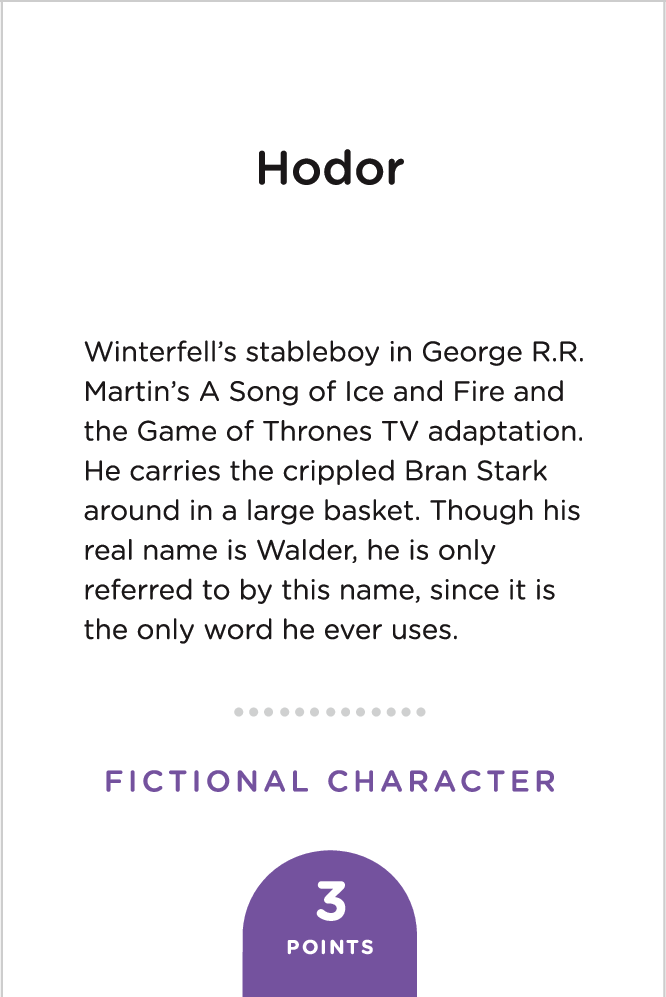 Hodor
Winterfell’s stableboy in George R.R.
Martin’s A Song of Ice and Fire and
the Game of Thrones TV adaptation.
He carries the crippled Bran Stark
around in a large basket. Though his
real name is Walder, he is only
referred to by this name, since it is
the only word he ever uses.
FICTIONAL CHARACTER
3
POINTS